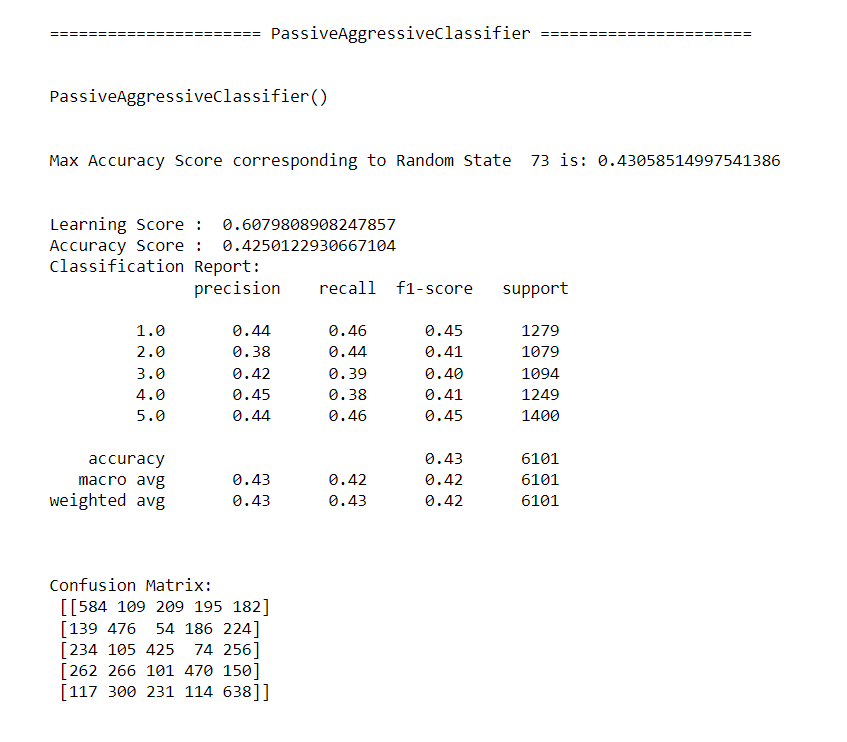 ====================== PassiveAggressiveClassifier ======================
PassiveAggressiveClassifier()
Max Accuracy Score corresponding to Random State  73 is: 0.43058514997541386
Learning Score :  0.6079808908247857
Accuracy Score :  0.4250122930667104
Classification Report:
               precision    recall  f1-score   support
         1.0       0.44      0.46      0.45      1279
         2.0       0.38      0.44      0.41      1079
         3.0       0.42      0.39      0.40      1094
         4.0       0.45      0.38      0.41      1249
         5.0       0.44      0.46      0.45      1400
    accuracy                           0.43      6101
   macro avg       0.43      0.42      0.42      6101
weighted avg       0.43      0.43      0.42      6101
Confusion Matrix:
 [[584 109 209 195 182]
 [139 476  54 186 224]
 [234 105 425  74 256]
 [262 266 101 470 150]
 [117 300 231 114 638]]